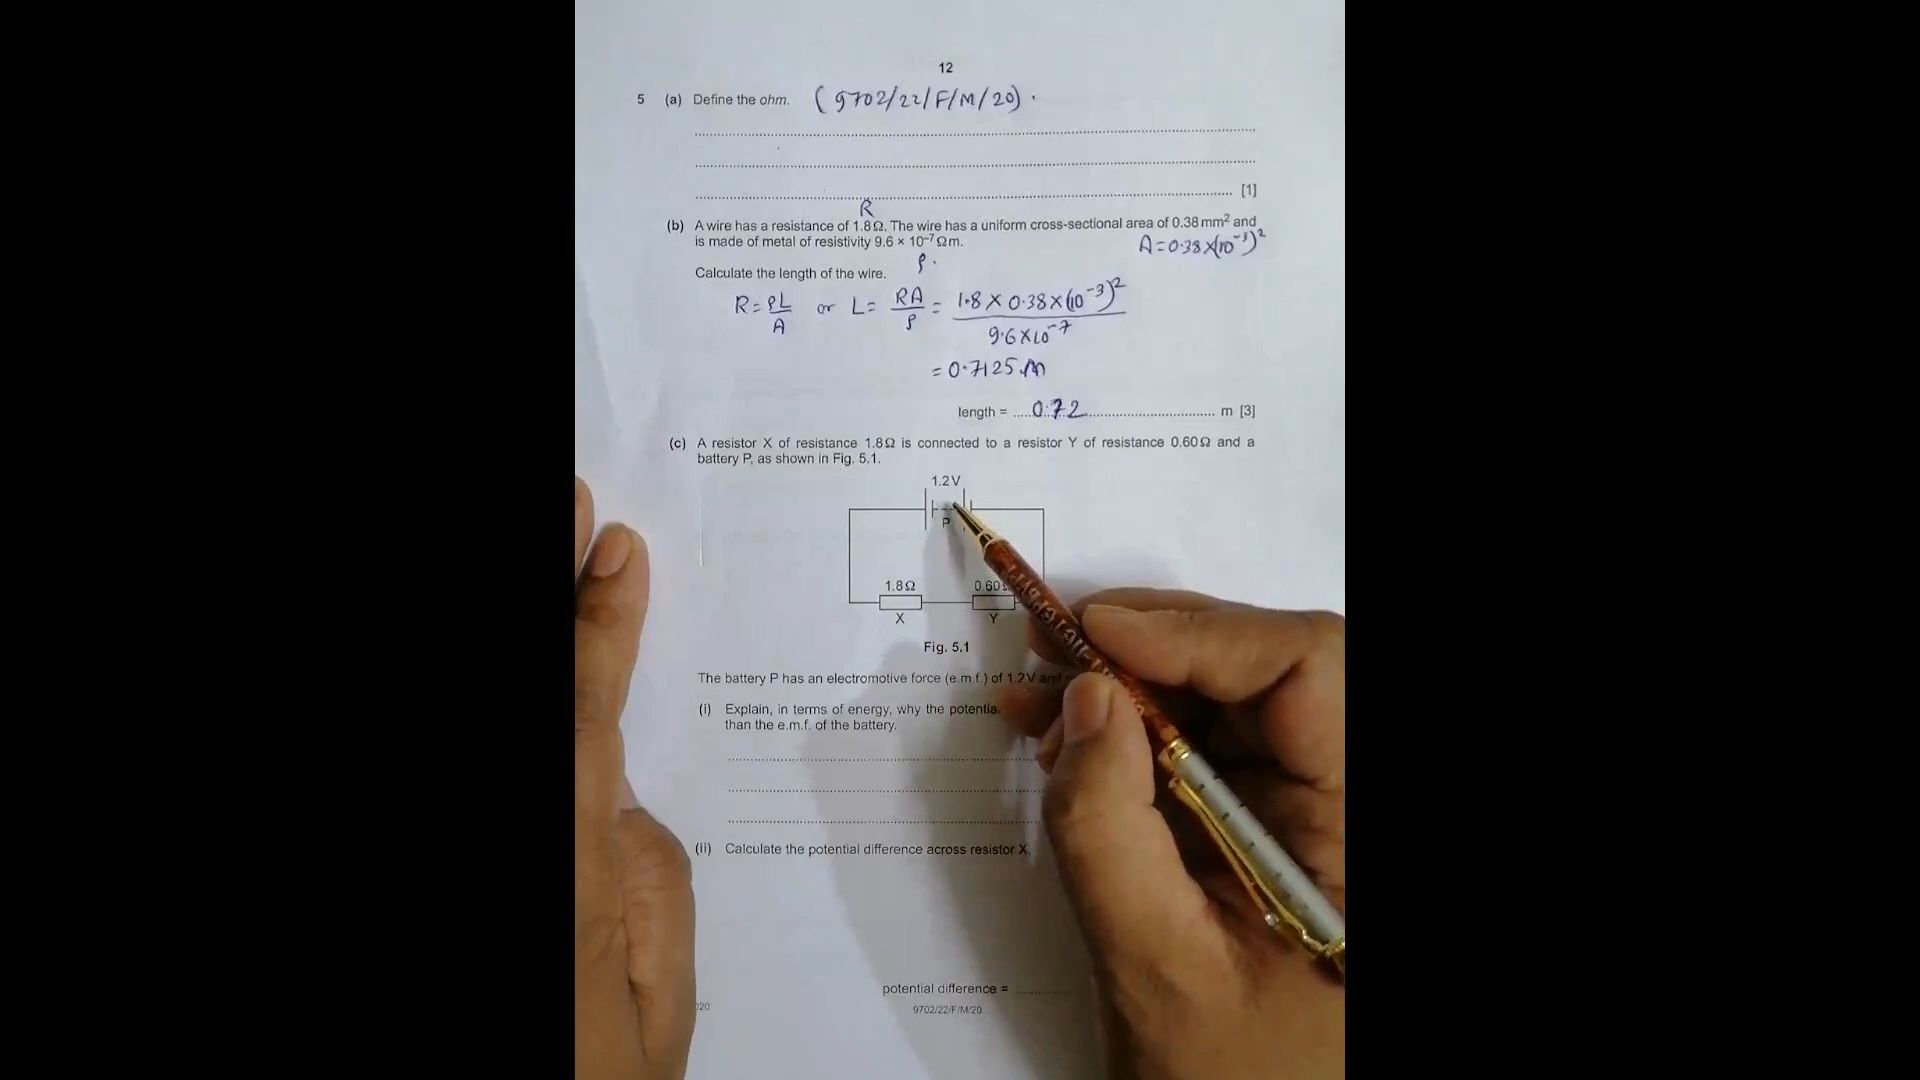 12
5 (a) Define the ohm. (9702/22/F/M/20).
[1]
R
(b) A wire has a resistance of 1.8Ω. The wire has a uniform cross-sectional area of 0.38 mm² and
is made of metal of resistivity 9.6 × 10⁻⁷ Ωm. A = 0.38×(10⁻³)²
ρ.
Calculate the length of the wire.
R = ρL/A or L = RA/ρ = 1.8 × 0.38 × (10⁻³)² / 9.6×10⁻⁷
= 0.7125 m
length = 0.72 m [3]
(c) A resistor X of resistance 1.8Ω is connected to a resistor Y of resistance 0.60Ω and a
battery P, as shown in Fig. 5.1.
1.2V
P
1.8Ω 0.60
X Y
Fig. 5.1
The battery P has an electromotive force (e.m.f.) of 1.2V and
(i) Explain, in terms of energy, why the potentia
than the e.m.f. of the battery.
(ii) Calculate the potential difference across resistor X.
potential difference =
020 9702/22/F/M/20